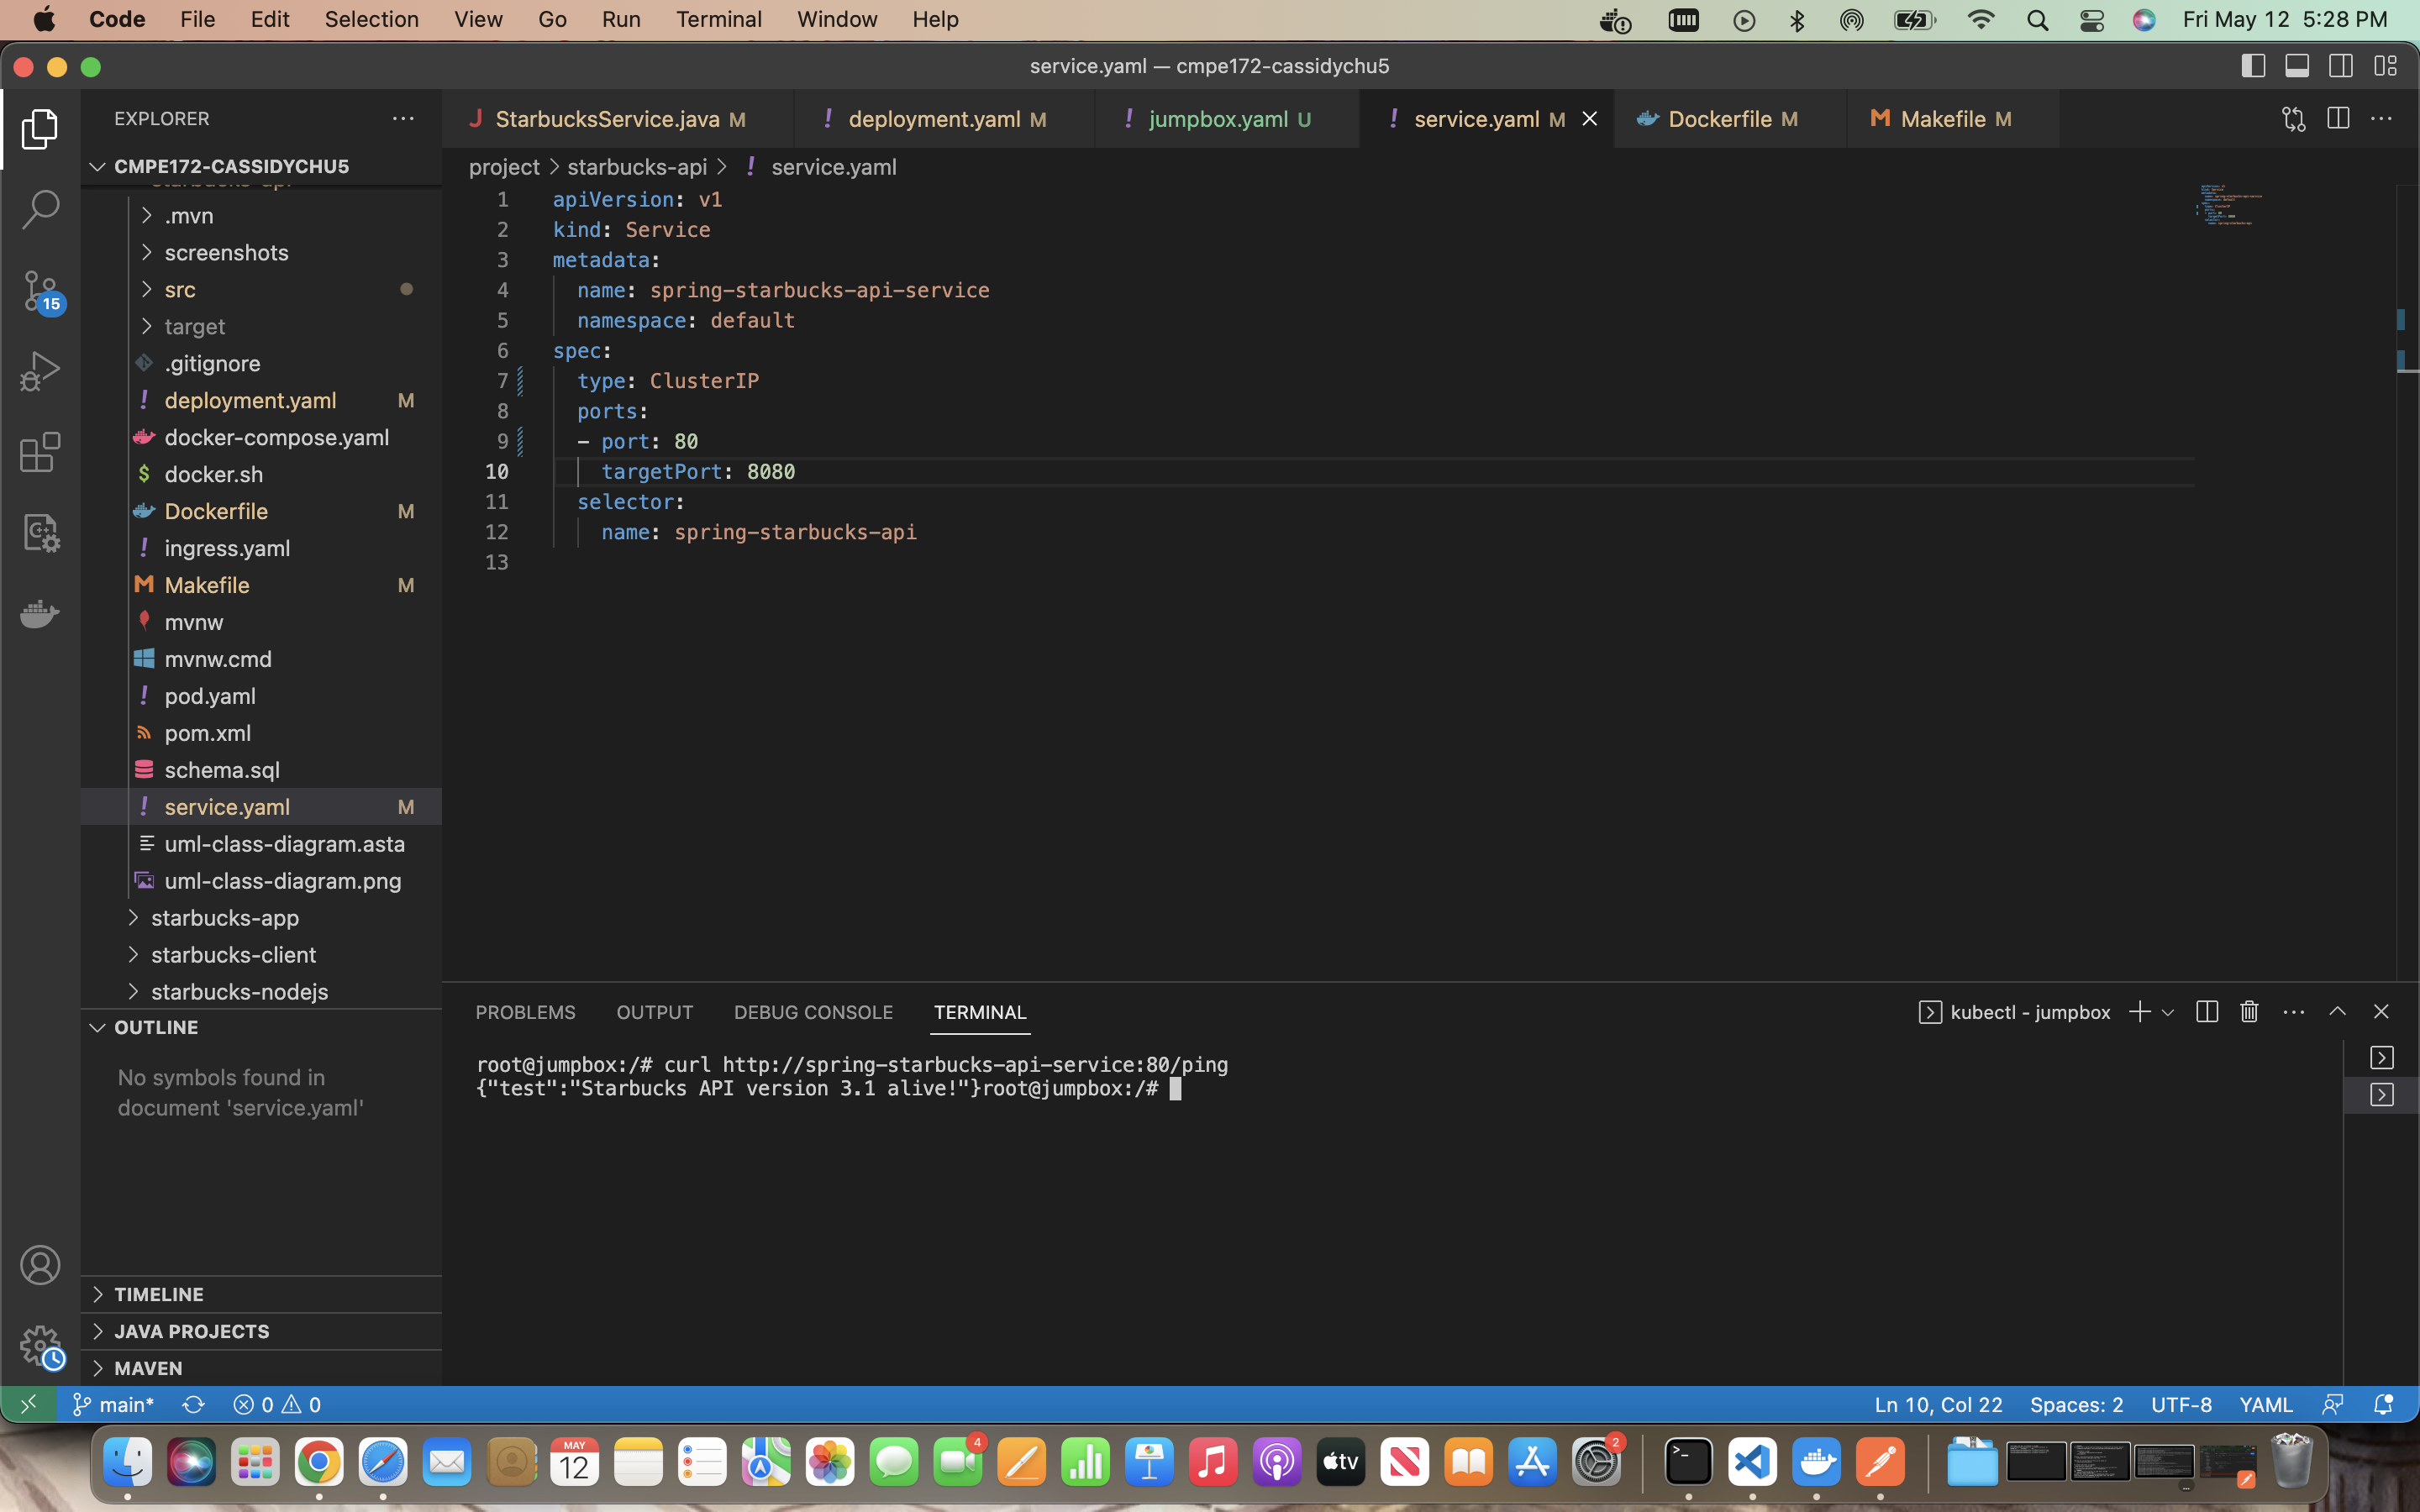 Code File Edit Selection View Go Run Terminal Window Help Fri May 12 5:28 PM
service.yaml — cmpe172-cassidychu5
EXPLORER
StarbucksService.java M
deployment.yaml M
jumpbox.yaml U
service.yaml M
Dockerfile M
Makefile M
CMPE172-CASSIDYCHU5
starbucks-api
.mvn
screenshots
src
target
.gitignore
deployment.yaml M
docker-compose.yaml
docker.sh
Dockerfile M
ingress.yaml
Makefile M
mvnw
mvnw.cmd
pod.yaml
pom.xml
schema.sql
service.yaml M
uml-class-diagram.asta
uml-class-diagram.png
starbucks-app
starbucks-client
starbucks-nodejs
OUTLINE
No symbols found in
document 'service.yaml'
TIMELINE
JAVA PROJECTS
MAVEN
15
project > starbucks-api > ! service.yaml
1 apiVersion: v1
2 kind: Service
3 metadata:
4 name: spring-starbucks-api-service
5 namespace: default
6 spec:
7 type: ClusterIP
8 ports:
9 - port: 80
10 targetPort: 8080
11 selector:
12 name: spring-starbucks-api
13
PROBLEMS OUTPUT DEBUG CONSOLE TERMINAL
kubectl - jumpbox
root@jumpbox:/# curl http://spring-starbucks-api-service:80/ping
{"test":"Starbucks API version 3.1 alive!"}root@jumpbox:/#
main* 0 0 Ln 10, Col 22 Spaces: 2 UTF-8 YAML
MAY
12
4
tv
2